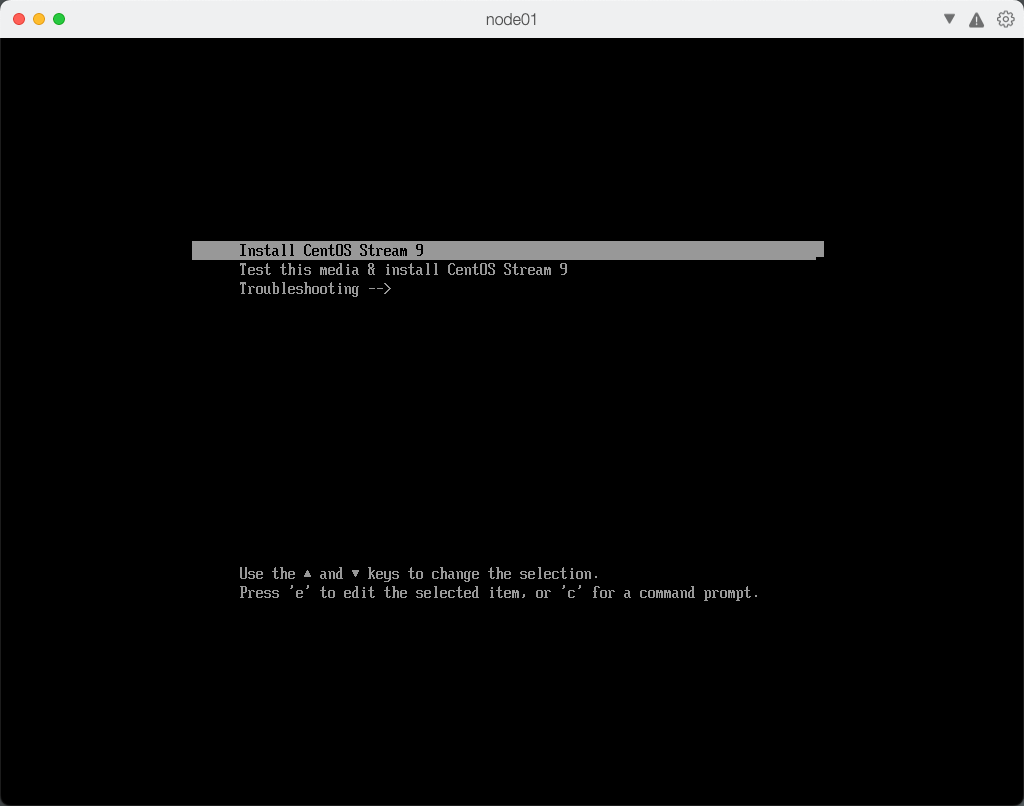 node01
Install CentOS Stream 9
Test this media & install CentOS Stream 9
Troubleshooting -->
Use the ▲ and ▼ keys to change the selection.
Press 'e' to edit the selected item, or 'c' for a command prompt.